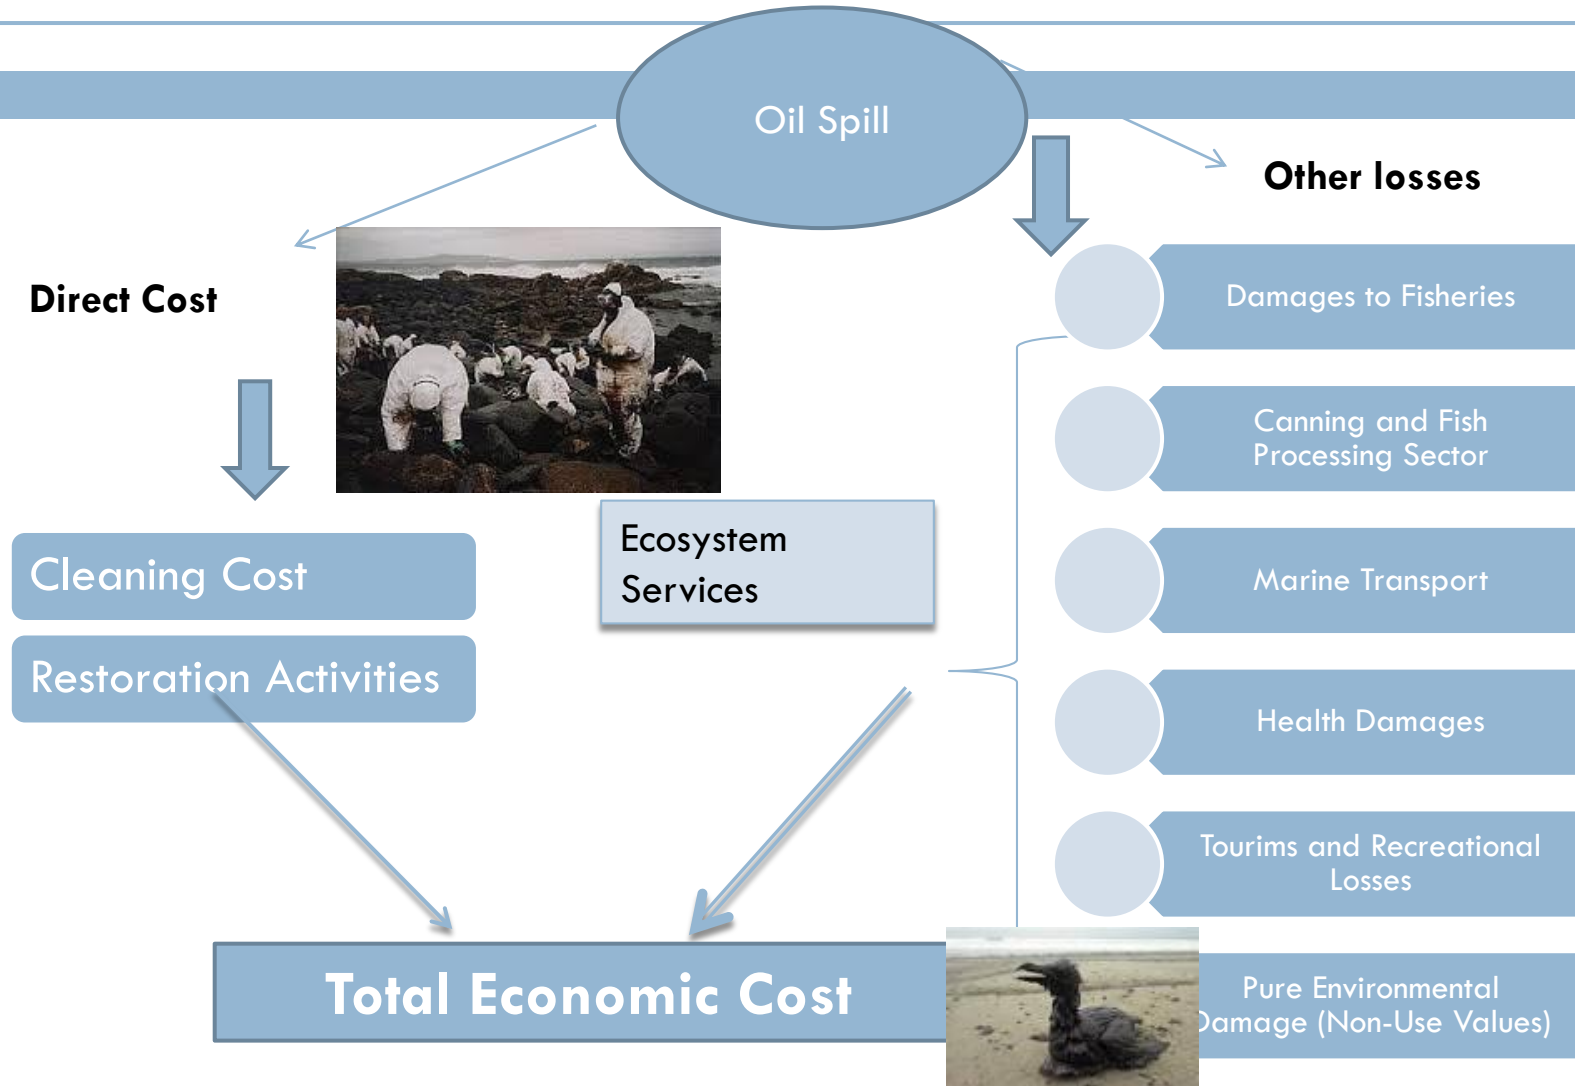 Oil Spill
Other losses
Direct Cost
Damages to Fisheries
Canning and Fish
Processing Sector
Ecosystem
Services
Cleaning Cost
Marine Transport
Restoration Activities
Health Damages
Tourims and Recreational
Losses
Total Economic Cost
Pure Environmental
Damage (Non-Use Values)